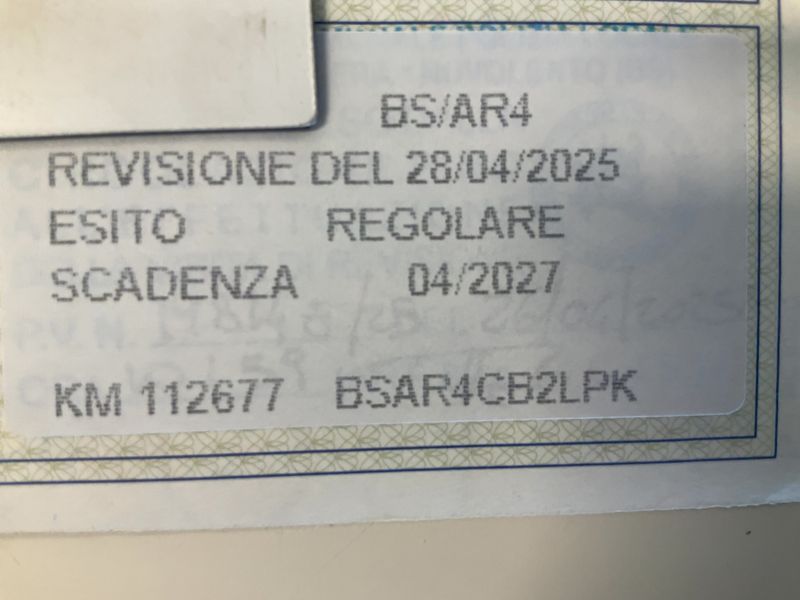 BS/AR4
REVISIONE DEL 28/04/2025
ESITO REGOLARE
SCADENZA 04/2027
KM 112677 BSAR4CB2LPK